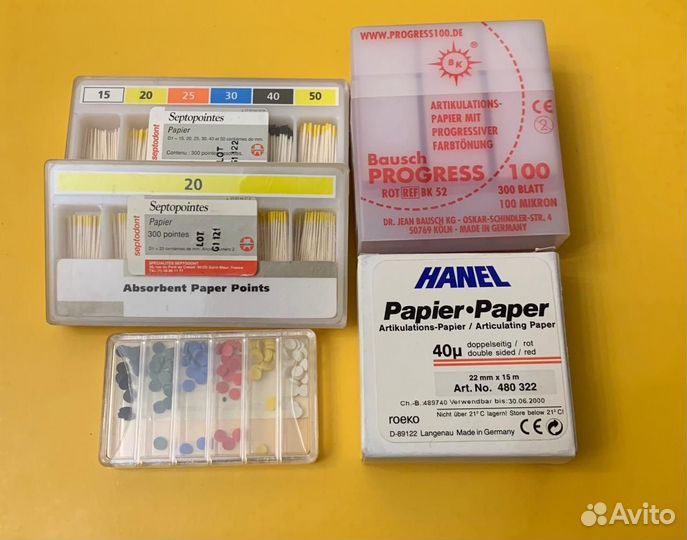 15 20 25 30 40 50
Septopointes
Papier
Contenu : 300 pointes
LOT
septodont
20
Septopointes
Papier
300 pointes
LOT
G1121
septodont
SPECIALITES SEPTODONT
Absorbent Paper Points
WWW.PROGRESS100.DE
BK
ARTIKULATIONS-
PAPIER MIT
PROGRESSIVER
FARBTÖNUNG
CE
2
Bausch
PROGRESS 100
ROT REF BK 52
300 BLATT
100 MIKRON
DR. JEAN BAUSCH KG - OSKAR-SCHINDLER-STR. 4
50769 KÖLN - MADE IN GERMANY
HANEL
Papier•Paper
Artikulations-Papier / Articulating Paper
40µ doppelseitig / rot
double sided / red
22 mm x 15 m
Art. No. 480 322
Ch.-B.:489740 Verwendbar bis:30.06.2000
Nicht über 21° C lagern! Store below 21° C!
roeko
D-89122 Langenau Made in Germany CE
Avito